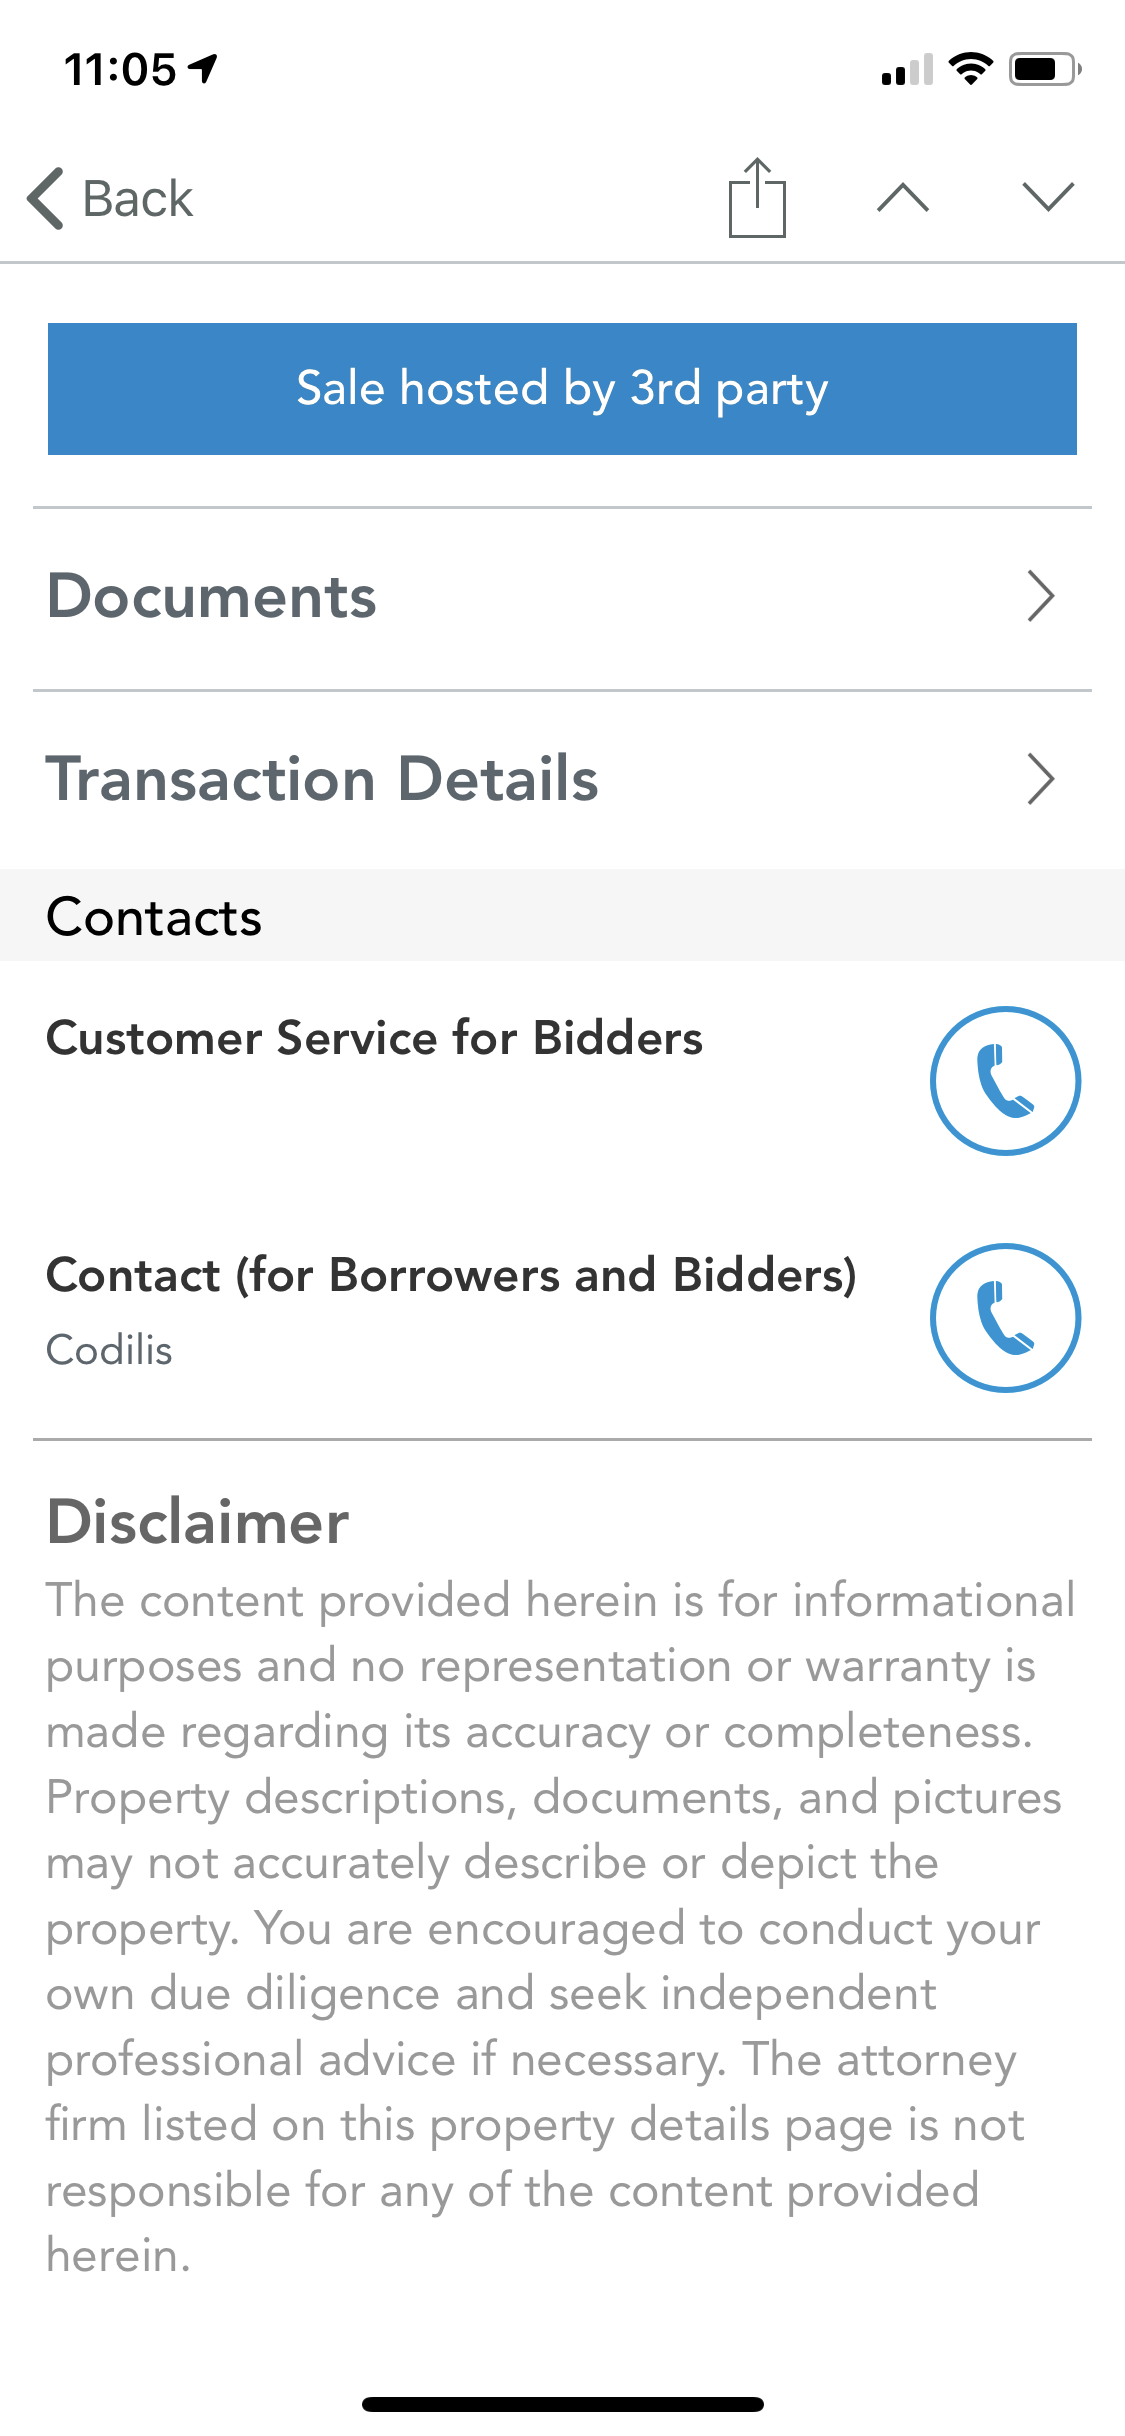 11:05
Back
Sale hosted by 3rd party
Documents
Transaction Details
Contacts
Customer Service for Bidders
Contact (for Borrowers and Bidders)
Codilis
Disclaimer
The content provided herein is for informational
purposes and no representation or warranty is
made regarding its accuracy or completeness.
Property descriptions, documents, and pictures
may not accurately describe or depict the
property. You are encouraged to conduct your
own due diligence and seek independent
professional advice if necessary. The attorney
firm listed on this property details page is not
responsible for any of the content provided
herein.